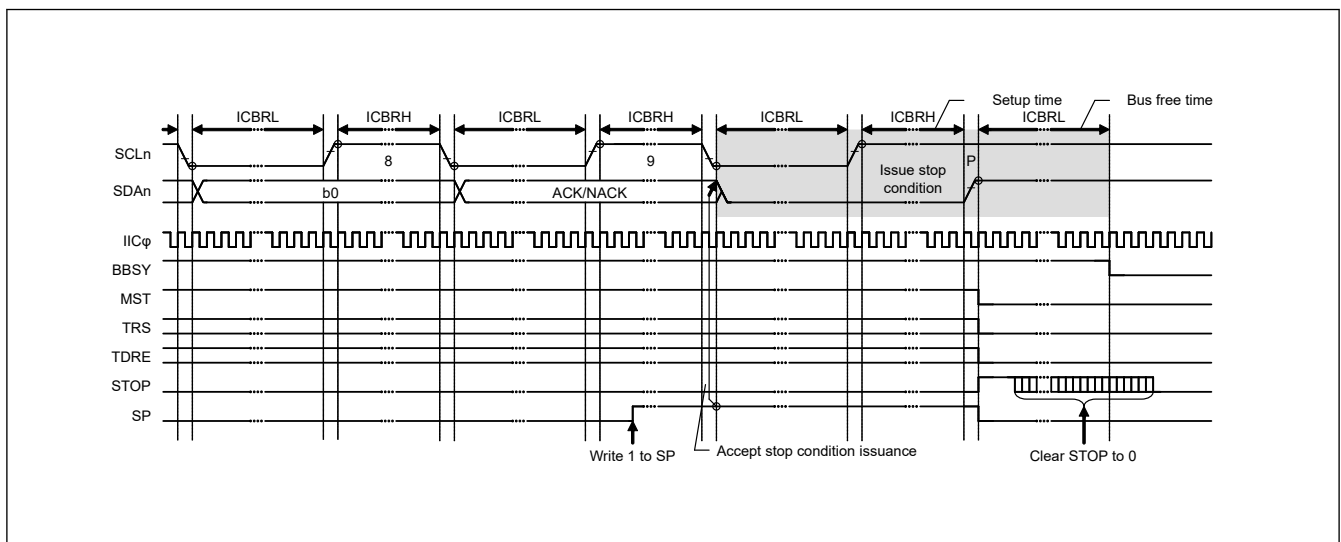 Setup time
Bus free time
ICBRL ICBRH ICBRL ICBRH ICBRL ICBRH ICBRL
SCLn
8
9
Issue stop
condition
P
SDAn
b0
ACK/NACK
IICφ
BBSY
MST
TRS
TDRE
STOP
SP
Write 1 to SP
Accept stop condition issuance
Clear STOP to 0